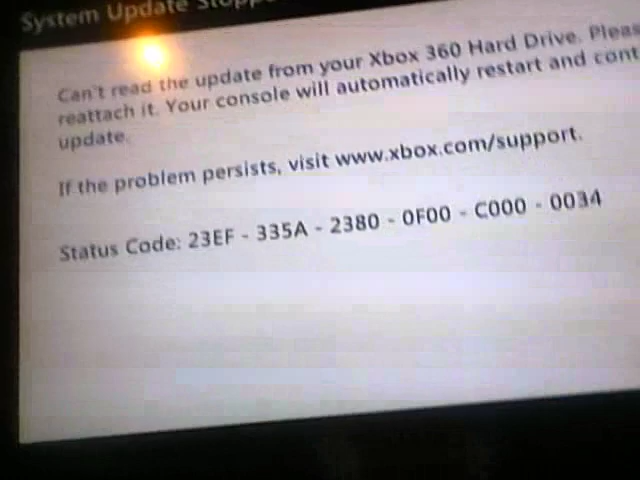 System Update
Can't read the update from your Xbox 360 Hard Drive.
reattach it. Your console will automatically restart and
update.
If the problem persists, visit www.xbox.com/support.
Status Code: 23EF - 335A - 2380 - 0F00 - C000 - 0034